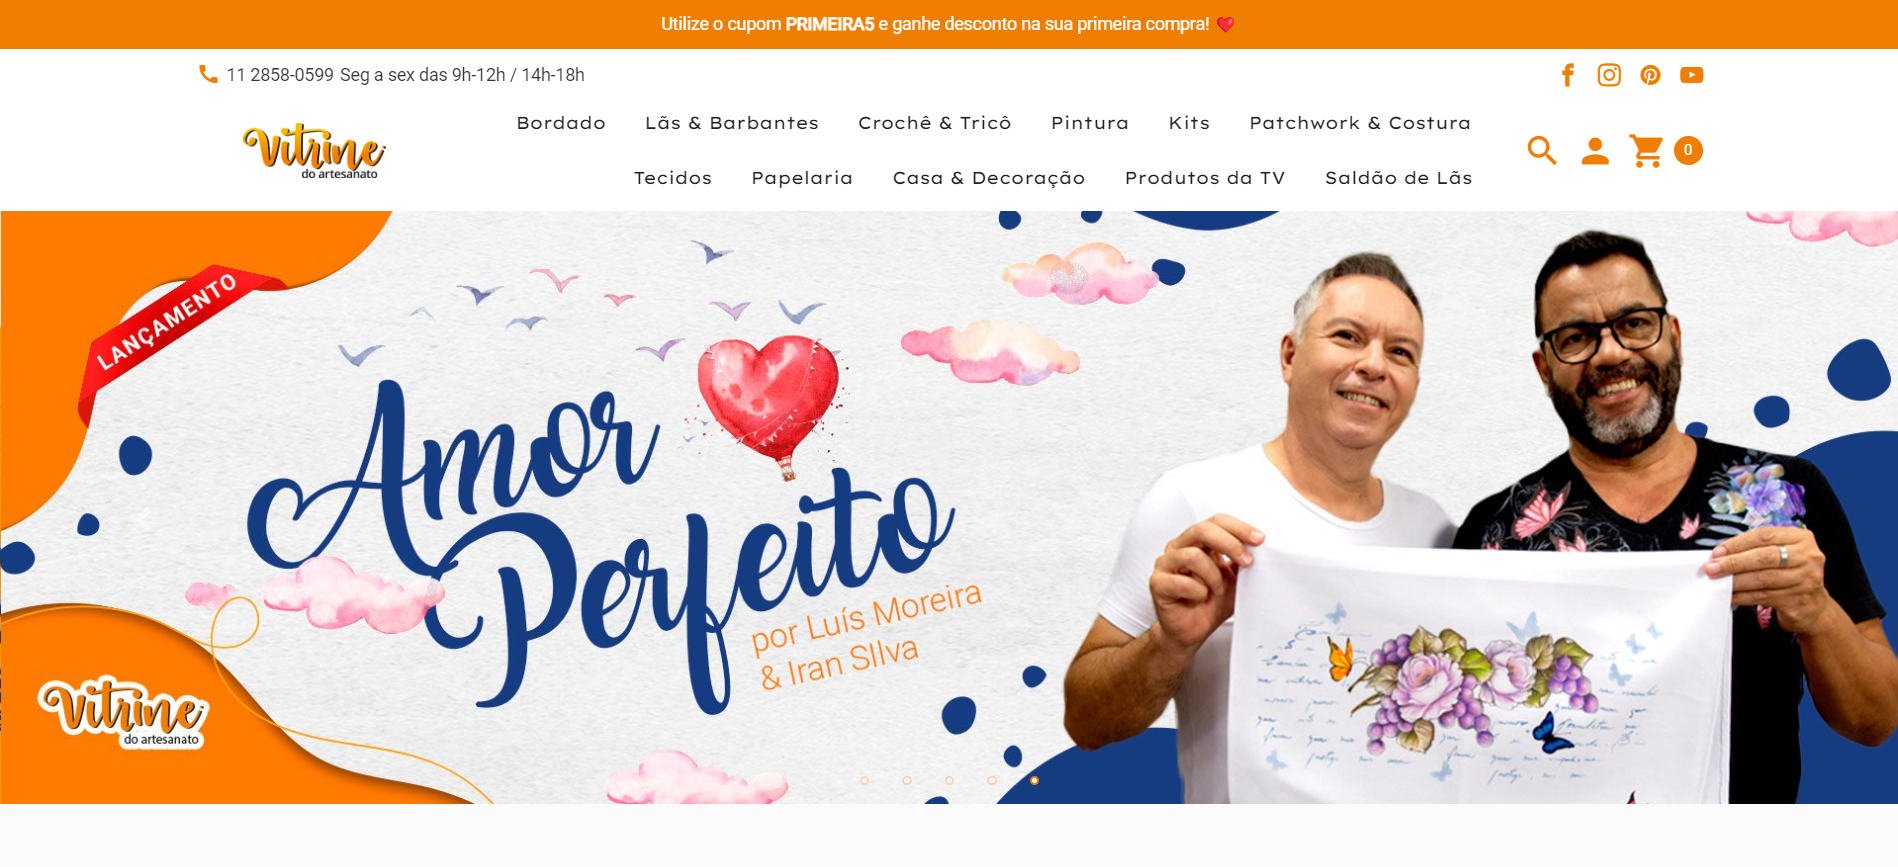 Utilize o cupom PRIMEIRA5 e ganhe desconto na sua primeira compra!
11 2858-0599 Seg a sex das 9h-12h / 14h-18h
Vitrine
do artesanato
Bordado Lãs & Barbantes Crochê & Tricô Pintura Kits Patchwork & Costura
Tecidos Papelaria Casa & Decoração Produtos da TV Saldão de Lãs
0
LANÇAMENTO
Amor
Perfeito
por Luís Moreira
& Iran SIlva
Vitrine
do artesanato